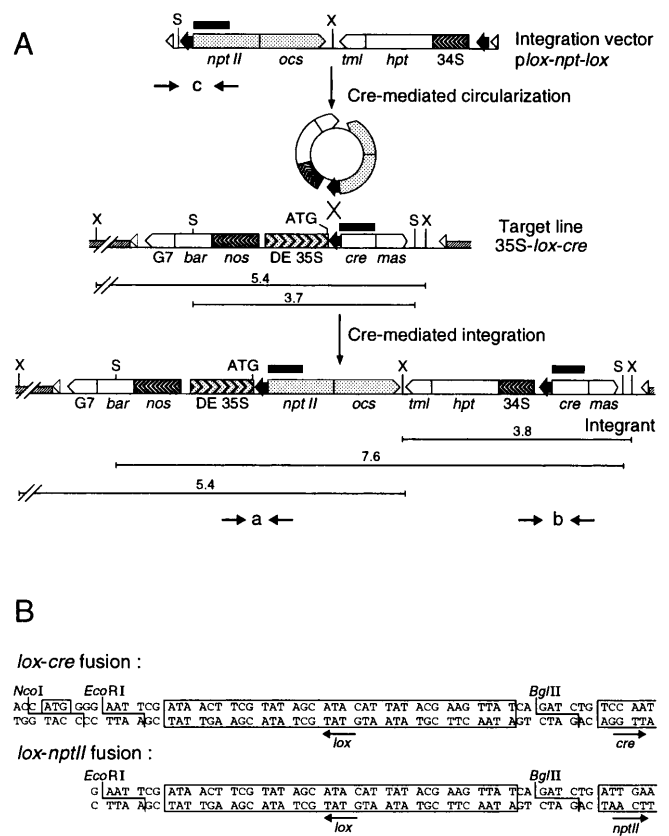 A
S X
npt II ocs tml hpt 34S
Integration vector
plox-npt-lox
c
Cre-mediated circularization
X S ATG X S X
G7 bar nos DE 35S cre mas
Target line
35S-lox-cre
5.4
3.7
Cre-mediated integration
X S ATG X S X
G7 bar nos DE 35S npt II ocs tml hpt 34S cre mas
Integrant
3.8
7.6
5.4
a b
B
lox-cre fusion :
NcoI EcoRI BglII
ACC ATG GGG AAT TCG ATA ACT TCG TAT AGC ATA CAT TAT ACG AAG TTA TCA GAT CTG TCC AAT
TGG TAC CCC TTA AGC TAT TGA AGC ATA TCG TAT GTA ATA TGC TTC AAT AGT CTA GAC AGG TTA
lox cre
lox-nptII fusion :
EcoRI BglII
G AAT TCG ATA ACT TCG TAT AGC ATA CAT TAT ACG AAG TTA TCA GAT CTG ATT GAA
C TTA AGC TAT TGA AGC ATA TCG TAT GTA ATA TGC TTC AAT AGT CTA GAC TAA CTT
lox nptII